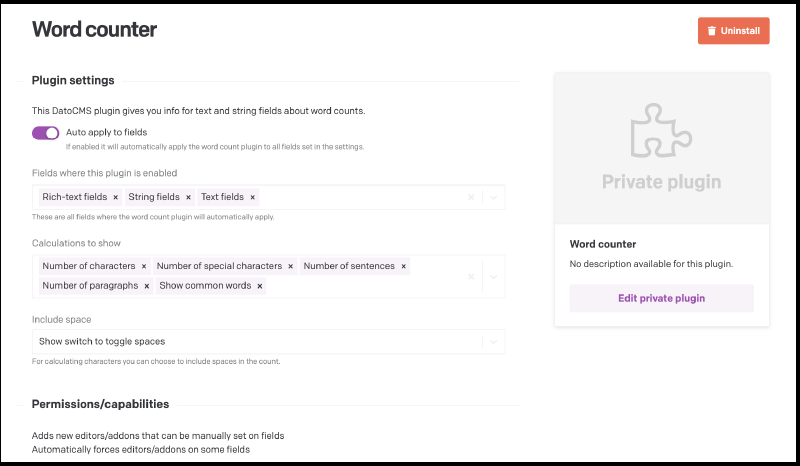 Word counter
Uninstall
Plugin settings
This DatoCMS plugin gives you info for text and string fields about word counts.
Auto apply to fields
If enabled it will automatically apply the word count plugin to all fields set in the settings.
Fields where this plugin is enabled
Rich-text fields × String fields × Text fields ×
These are all fields where the word count plugin will automatically apply.
Calculations to show
Number of characters × Number of special characters × Number of sentences ×
Number of paragraphs × Show common words ×
Include space
Show switch to toggle spaces
For calculating characters you can choose to include spaces in the count.
Permissions/capabilities
Adds new editors/addons that can be manually set on fields
Automatically forces editors/addons on some fields
Private plugin
Word counter
No description available for this plugin.
Edit private plugin